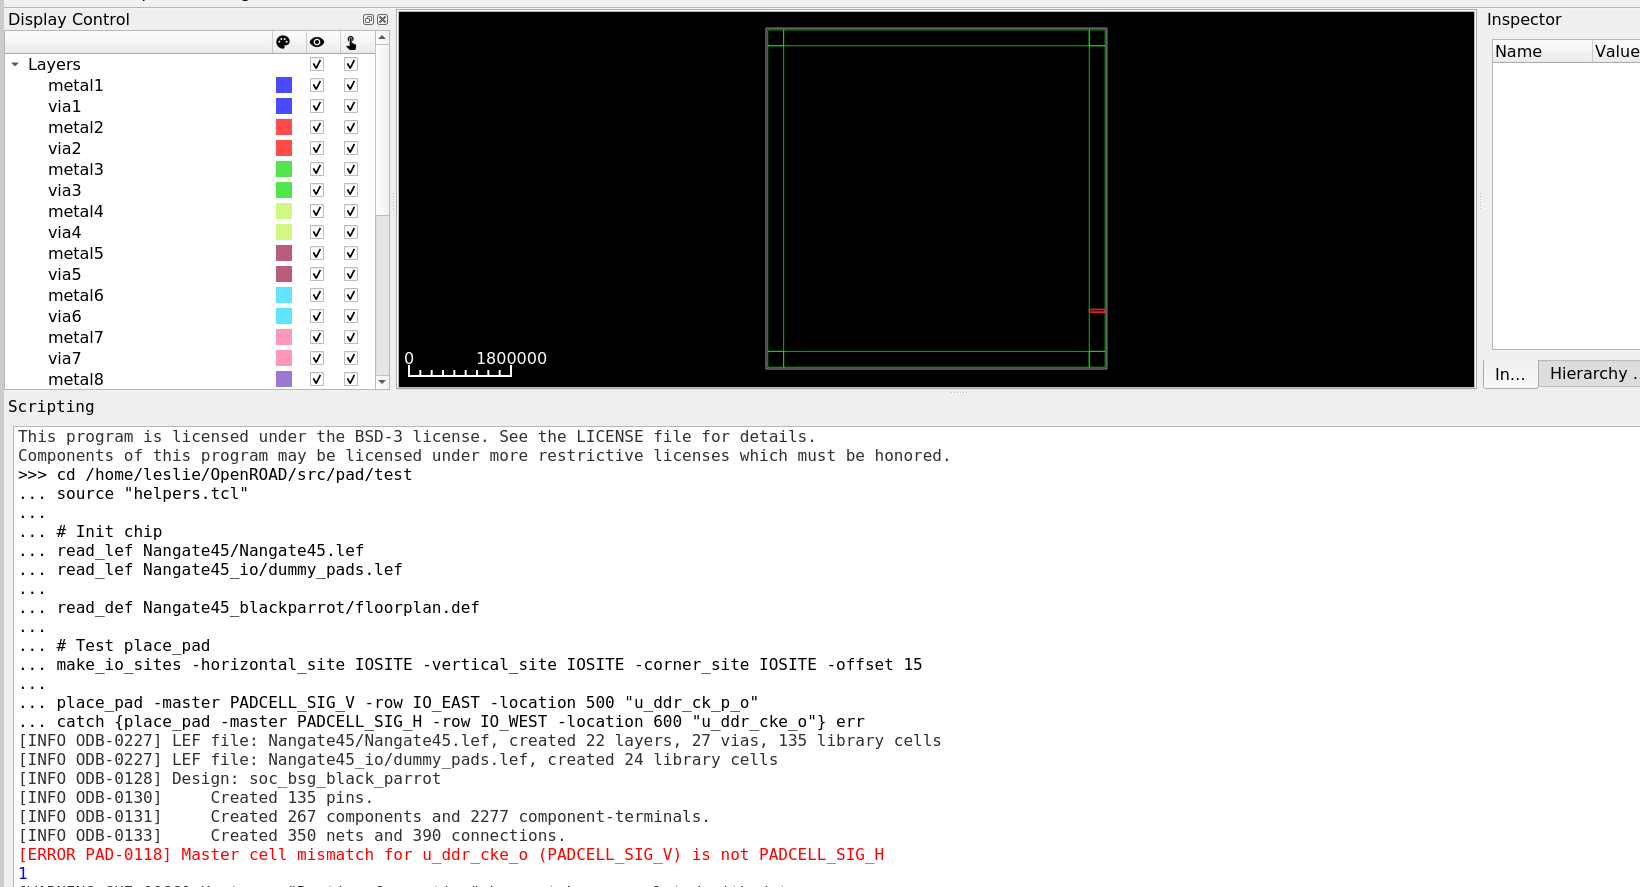 Display Control
Layers
metal1
via1
metal2
via2
metal3
via3
metal4
via4
metal5
via5
metal6
via6
metal7
via7
metal8
0 1800000
Inspector
Name Value
In... Hierarchy ..
Scripting
This program is licensed under the BSD-3 license. See the LICENSE file for details.
Components of this program may be licensed under more restrictive licenses which must be honored.
>>> cd /home/leslie/OpenROAD/src/pad/test
... source "helpers.tcl"
...
... # Init chip
... read_lef Nangate45/Nangate45.lef
... read_lef Nangate45_io/dummy_pads.lef
...
... read_def Nangate45_blackparrot/floorplan.def
...
... # Test place_pad
... make_io_sites -horizontal_site IOSITE -vertical_site IOSITE -corner_site IOSITE -offset 15
...
... place_pad -master PADCELL_SIG_V -row IO_EAST -location 500 "u_ddr_ck_p_o"
... catch {place_pad -master PADCELL_SIG_H -row IO_WEST -location 600 "u_ddr_cke_o"} err
[INFO ODB-0227] LEF file: Nangate45/Nangate45.lef, created 22 layers, 27 vias, 135 library cells
[INFO ODB-0227] LEF file: Nangate45_io/dummy_pads.lef, created 24 library cells
[INFO ODB-0128] Design: soc_bsg_black_parrot
[INFO ODB-0130]     Created 135 pins.
[INFO ODB-0131]     Created 267 components and 2277 component-terminals.
[INFO ODB-0133]     Created 350 nets and 390 connections.
[ERROR PAD-0118] Master cell mismatch for u_ddr_cke_o (PADCELL_SIG_V) is not PADCELL_SIG_H
1